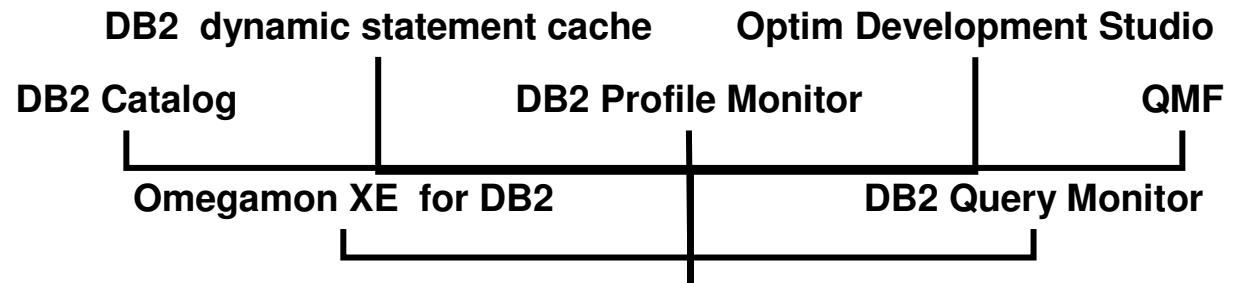 DB2 dynamic statement cache Optim Development Studio
DB2 Catalog DB2 Profile Monitor QMF
Omegamon XE for DB2 DB2 Query Monitor